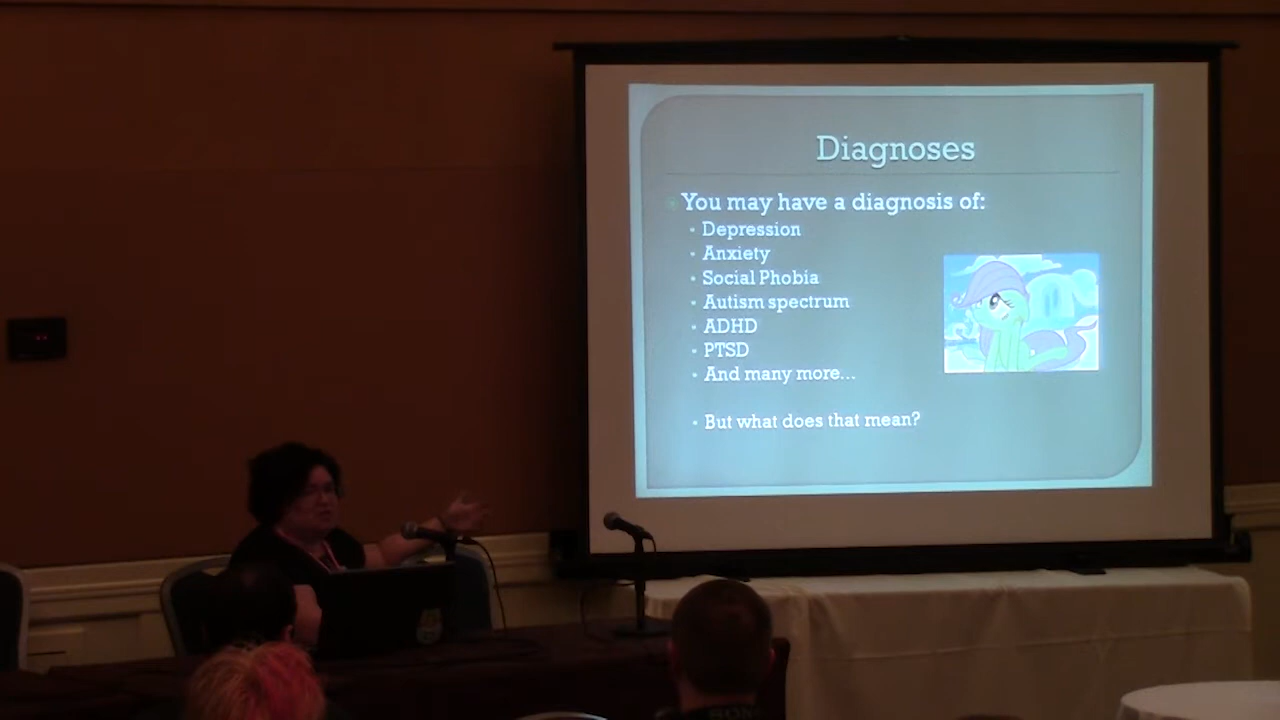 Diagnoses
You may have a diagnosis of:
Depression
Anxiety
Social Phobia
Autism spectrum
ADHD
PTSD
And many more...
But what does that mean?